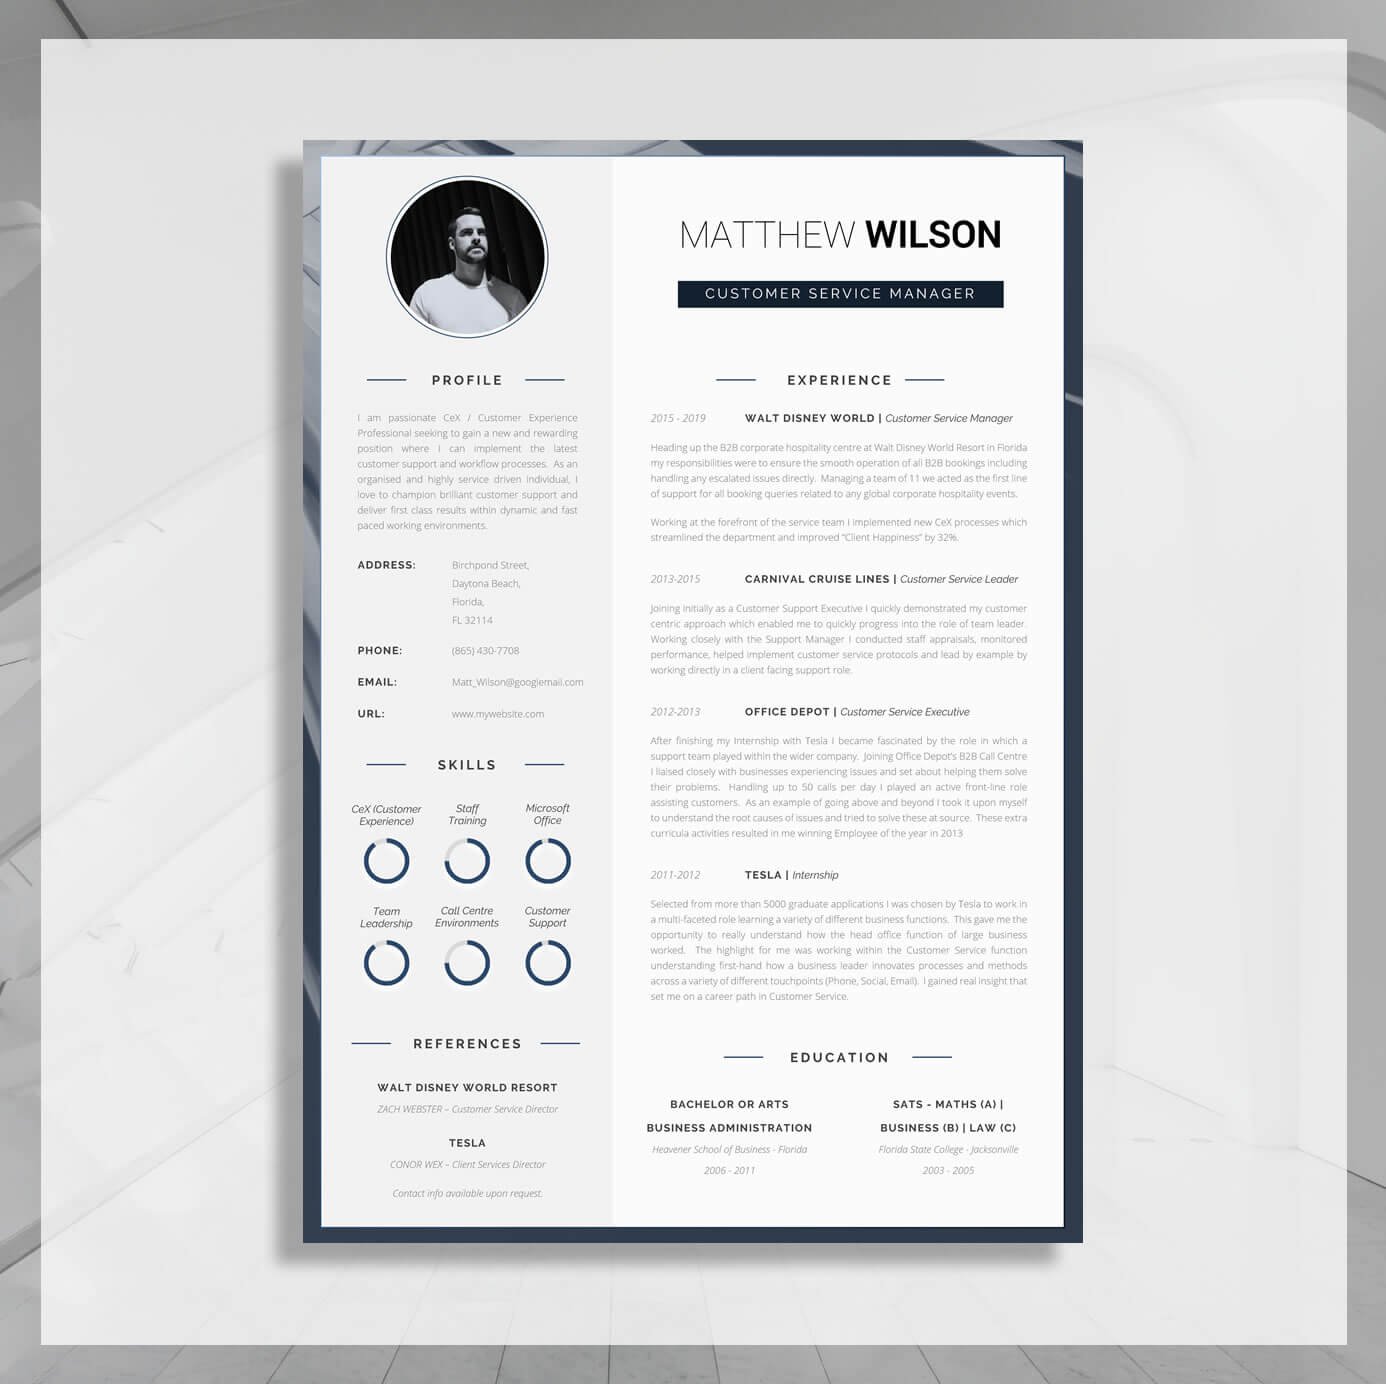 MATTHEW WILSON
CUSTOMER SERVICE MANAGER
PROFILE
I am passionate CeX / Customer Experience
Professional seeking to gain a new and rewarding
position where I can implement the latest
customer support and workflow processes. As an
organised and highly service driven individual, I
love to champion brilliant customer support and
deliver first class results within dynamic and fast
paced working environments.
ADDRESS: Birchpond Street,
Daytona Beach,
Florida,
FL 32114
PHONE: (865) 430-7708
EMAIL: Matt_Wilson@googlemail.com
URL: www.mywebsite.com
SKILLS
CeX (Customer
Experience)
Staff
Training
Microsoft
Office
Team
Leadership
Call Centre
Environments
Customer
Support
REFERENCES
WALT DISNEY WORLD RESORT
ZACH WEBSTER – Customer Service Director
TESLA
CONOR WEX – Client Services Director
Contact info available upon request.
EXPERIENCE
2015 - 2019 WALT DISNEY WORLD | Customer Service Manager
Heading up the B2B corporate hospitality centre at Walt Disney World Resort in Florida
my responsibilities were to ensure the smooth operation of all B2B bookings including
handling any escalated issues directly. Managing a team of 11 we acted as the first line
of support for all booking queries related to any global corporate hospitality events.
Working at the forefront of the service team I implemented new CeX processes which
streamlined the department and improved “Client Happiness” by 32%.
2013-2015 CARNIVAL CRUISE LINES | Customer Service Leader
Joining initially as a Customer Support Executive I quickly demonstrated my customer
centric approach which enabled me to quickly progress into the role of team leader.
Working closely with the Support Manager I conducted staff appraisals, monitored
performance, helped implement customer service protocols and lead by example by
working directly in a client facing support role.
2012-2013 OFFICE DEPOT | Customer Service Executive
After finishing my Internship with Tesla I became fascinated by the role in which a
support team played within the wider company. Joining Office Depot's B2B Call Centre
I liaised closely with businesses experiencing issues and set about helping them solve
their problems. Handling up to 50 calls per day I played an active front-line role
assisting customers. As an example of going above and beyond I took it upon myself
to understand the root causes of issues and tried to solve these at source. These extra
curricula activities resulted in me winning Employee of the year in 2013
2011-2012 TESLA | Internship
Selected from more than 5000 graduate applications I was chosen by Tesla to work in
a multi-faceted role learning a variety of different business functions. This gave me the
opportunity to really understand how the head office function of large business
worked. The highlight for me was working within the Customer Service function
understanding first-hand how a business leader innovates processes and methods
across a variety of different touchpoints (Phone, Social, Email). I gained real insight that
set me on a career path in Customer Service.
EDUCATION
BACHELOR OR ARTS
BUSINESS ADMINISTRATION
Heavener School of Business - Florida
2006 - 2011
SATS - MATHS (A) |
BUSINESS (B) | LAW (C)
Florida State College - Jacksonville
2003 - 2005